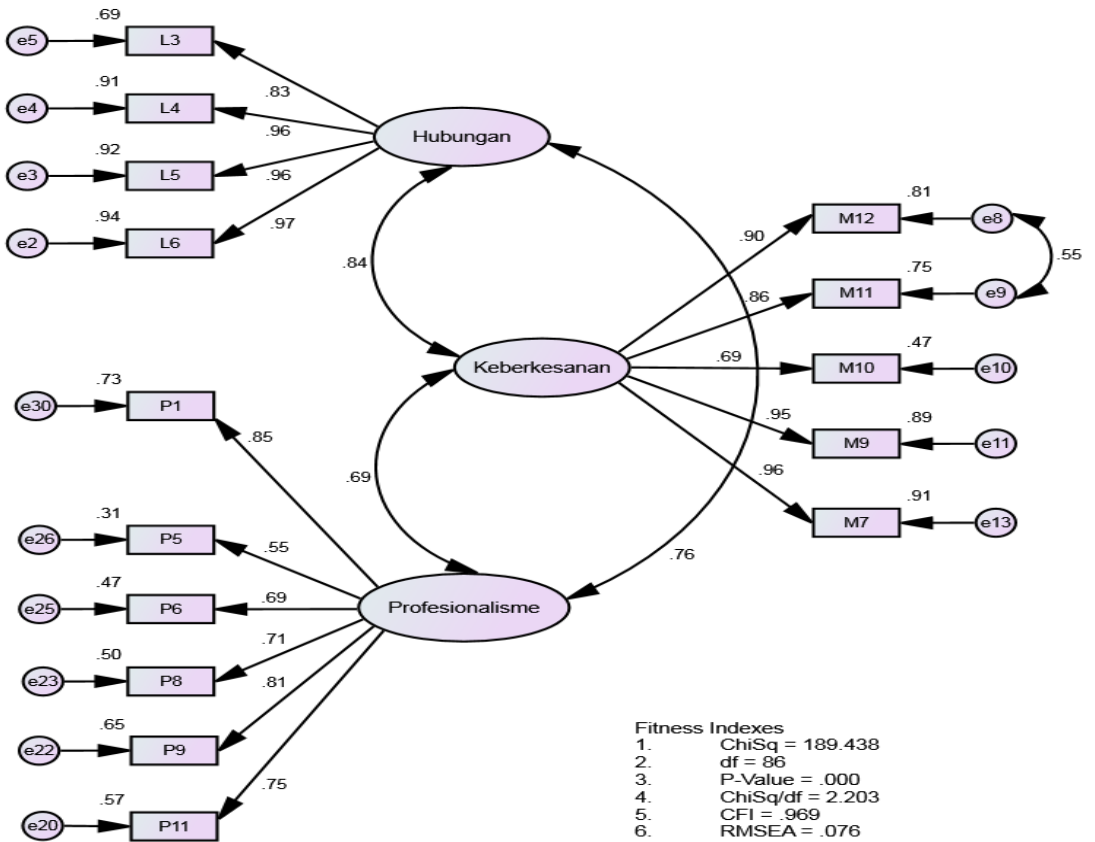 .69
e5 L3
.83
.91
e4 L4
.96
.92
e3 L5
.96
.94
e2 L6
.97
Hubungan
.84
.81
M12 e8
.90
.55
.75
M11 e9
.86
.47
M10 e10
.69
Keberkesanan
.89
M9 e11
.95
.91
M7 e13
.96
.69
.76
.73
e30 P1
.85
.31
e26 P5
.55
.47
e25 P6
.69
Profesionalisme
.50
e23 P8
.71
.65
e22 P9
.81
.57
e20 P11
.75
Fitness Indexes
1. ChiSq = 189.438
2. df = 86
3. P-Value = .000
4. ChiSq/df = 2.203
5. CFI = .969
6. RMSEA = .076